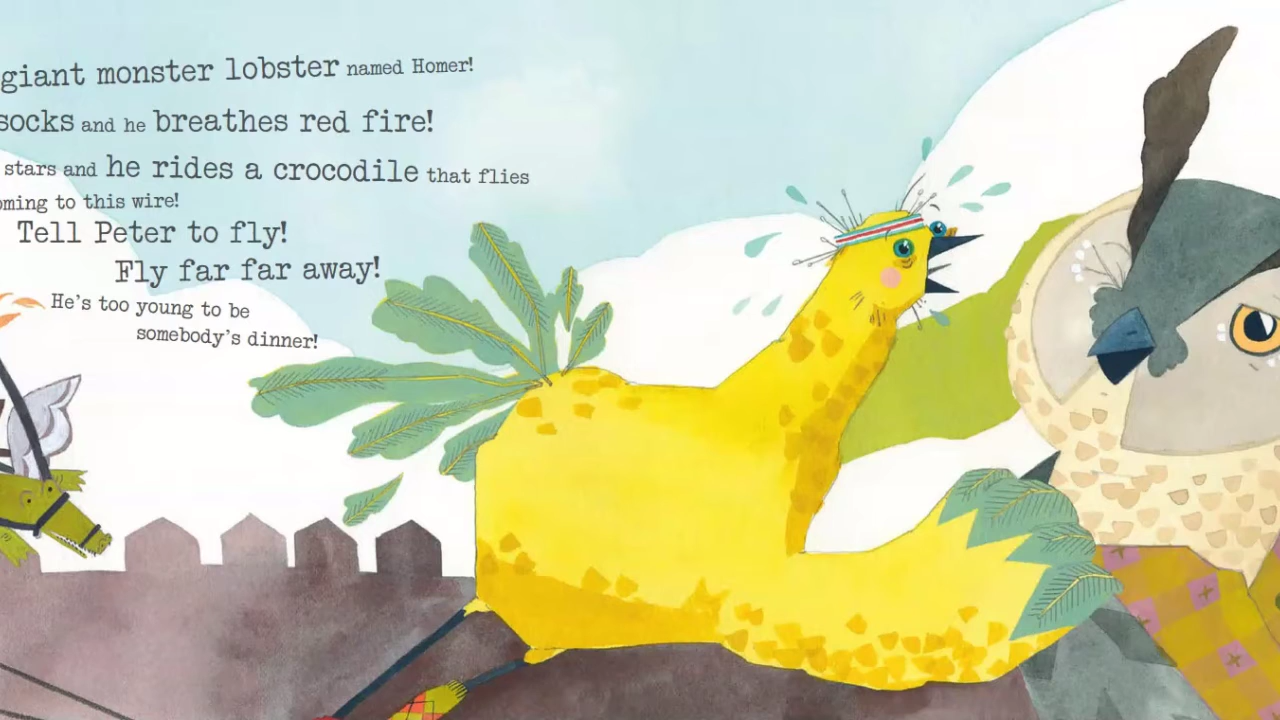 giant monster lobster named Homer!
socks and he breathes red fire!
stars and he rides a crocodile that flies
oming to this wire!
Tell Peter to fly!
Fly far far away!
He's too young to be
somebody's dinner!